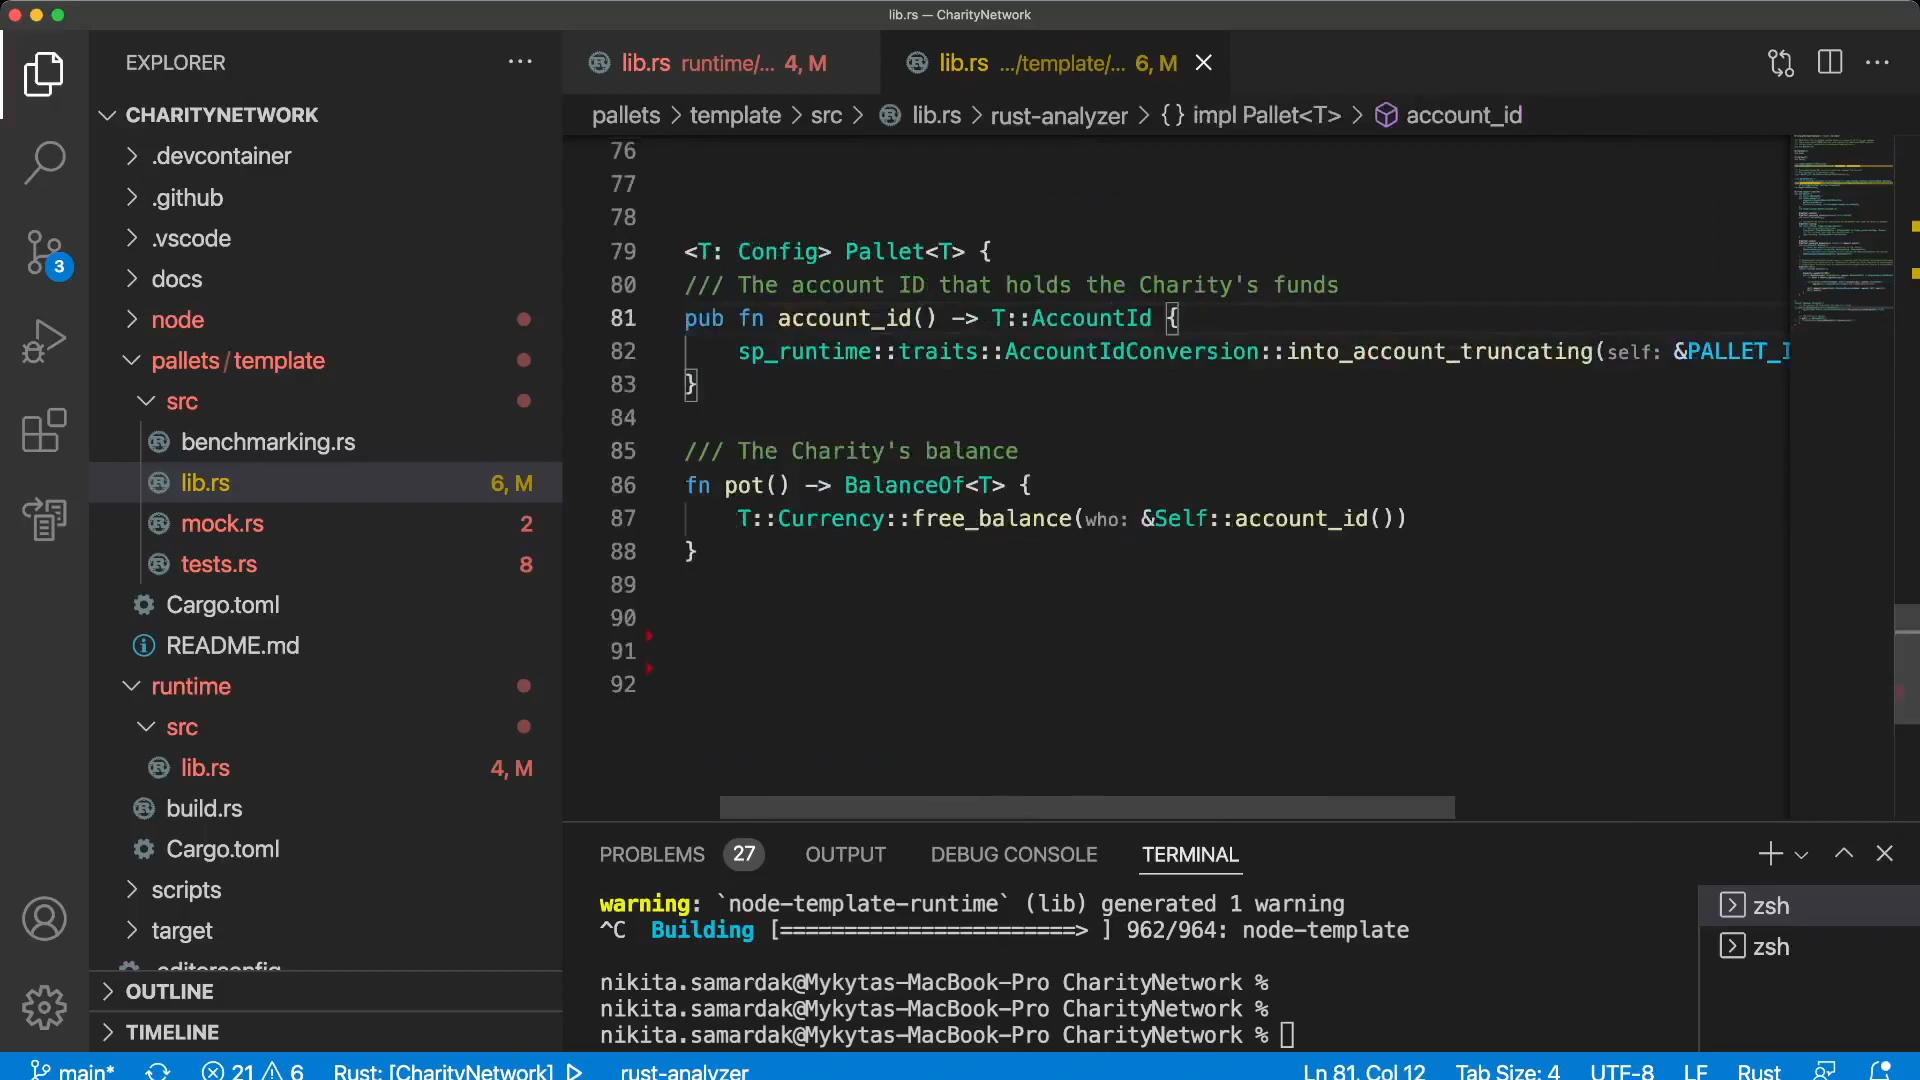 lib.rs — CharityNetwork
EXPLORER
lib.rs runtime/... 4, M
lib.rs .../template/... 6, M
CHARITYNETWORK
pallets > template > src > lib.rs > rust-analyzer > {} impl Pallet<T> > account_id
.devcontainer
.github
.vscode
docs
node
pallets/template
src
benchmarking.rs
lib.rs 6, M
mock.rs 2
tests.rs 8
Cargo.toml
README.md
runtime
src
lib.rs 4, M
build.rs
Cargo.toml
scripts
target
.editorconfig
OUTLINE
TIMELINE
3
76
77
78
79 <T: Config> Pallet<T> {
80 /// The account ID that holds the Charity's funds
81 pub fn account_id() -> T::AccountId {
82 sp_runtime::traits::AccountIdConversion::into_account_truncating(self: &PALLET_I
83 }
84
85 /// The Charity's balance
86 fn pot() -> BalanceOf<T> {
87 T::Currency::free_balance(who: &Self::account_id())
88 }
89
90
91
92
PROBLEMS 27 OUTPUT DEBUG CONSOLE TERMINAL
warning: `node-template-runtime` (lib) generated 1 warning
^C Building [=======================> ] 962/964: node-template
nikita.samardak@Mykytas-MacBook-Pro CharityNetwork %
nikita.samardak@Mykytas-MacBook-Pro CharityNetwork %
nikita.samardak@Mykytas-MacBook-Pro CharityNetwork %
zsh
zsh
main* 21 6 Rust: [CharityNetwork] rust-analyzer Ln 81, Col 12 Tab Size: 4 UTF-8 LF Rust